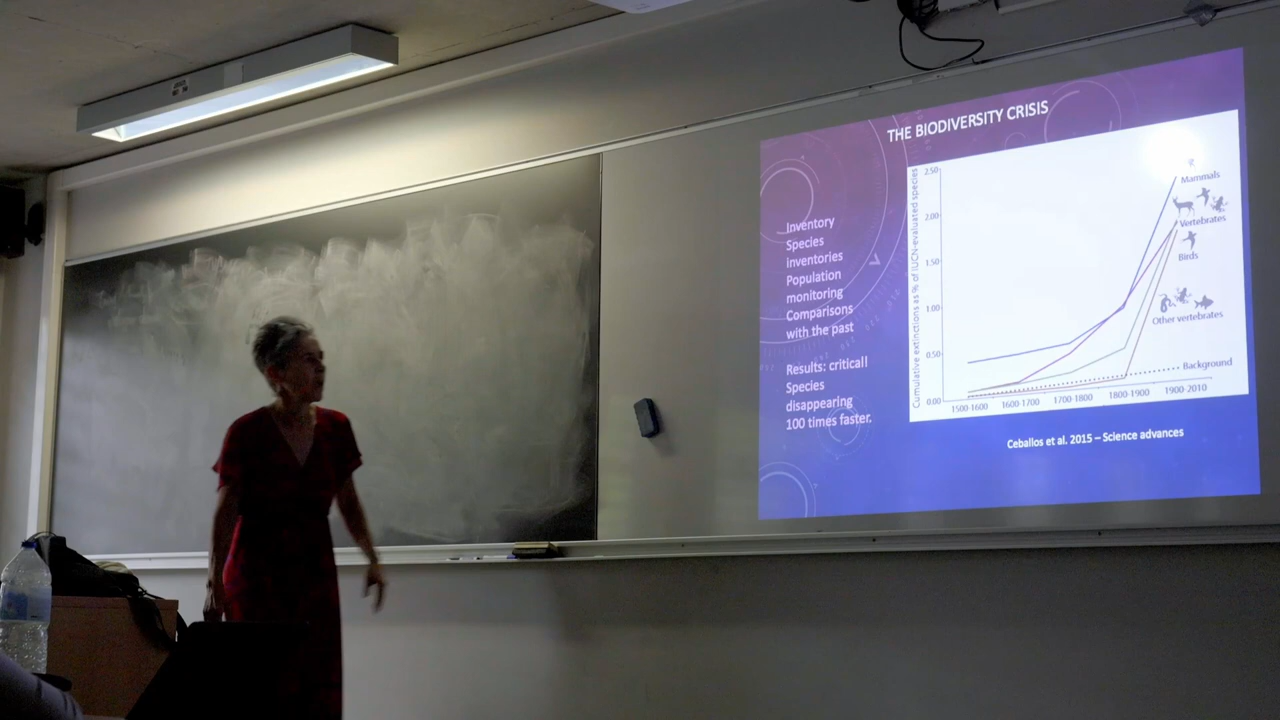 THE BIODIVERSITY CRISIS
Inventory
Species
inventories
Population
monitoring
Comparisons
with the past
Results: criticall
Species
disappearing
100 times faster.
Cumulative extinctions as % of IUCN-evaluated species
2.50
2.00
1.50
1.00
0.50
0.00
Mammals
Vertebrates
Birds
Other vertebrates
Background
1500-1600
1600-1700
1700-1800
1800-1900
1900-2010
Ceballos et al. 2015 – Science advances